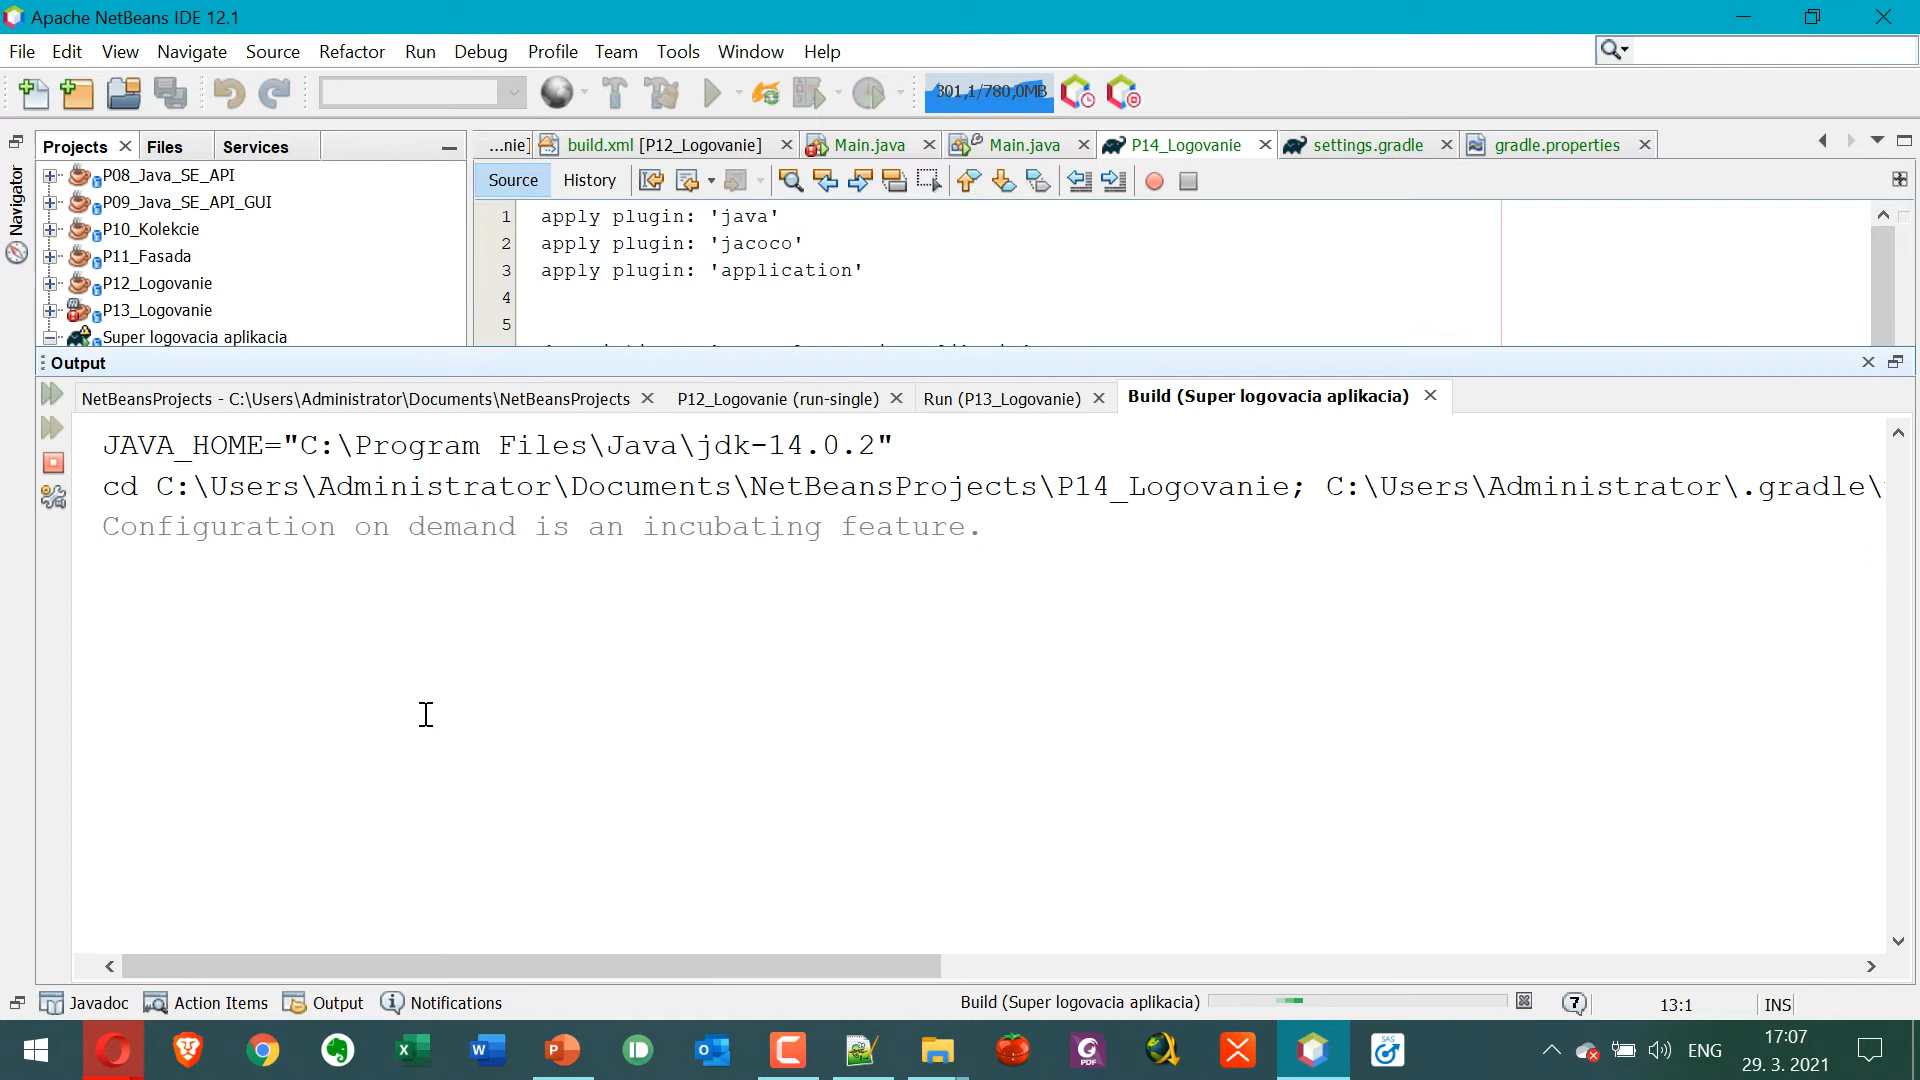 Apache NetBeans IDE 12.1
File Edit View Navigate Source Refactor Run Debug Profile Team Tools Window Help
301,1/780,0MB
Projects Files Services
...nie] build.xml [P12_Logovanie] Main.java Main.java P14_Logovanie settings.gradle gradle.properties
Navigator
Source History
P08_Java_SE_API
P09_Java_SE_API_GUI
P10_Kolekcie
P11_Fasada
P12_Logovanie
P13_Logovanie
Super logovacia aplikacia
1 apply plugin: 'java'
2 apply plugin: 'jacoco'
3 apply plugin: 'application'
4
5
Output
NetBeansProjects - C:\Users\Administrator\Documents\NetBeansProjects P12_Logovanie (run-single) Run (P13_Logovanie) Build (Super logovacia aplikacia)
JAVA_HOME="C:\Program Files\Java\jdk-14.0.2"
cd C:\Users\Administrator\Documents\NetBeansProjects\P14_Logovanie; C:\Users\Administrator\.gradle\
Configuration on demand is an incubating feature.
Javadoc Action Items Output Notifications
Build (Super logovacia aplikacia) 7 13:1 INS
PDF SAS ENG
17:07
29. 3. 2021